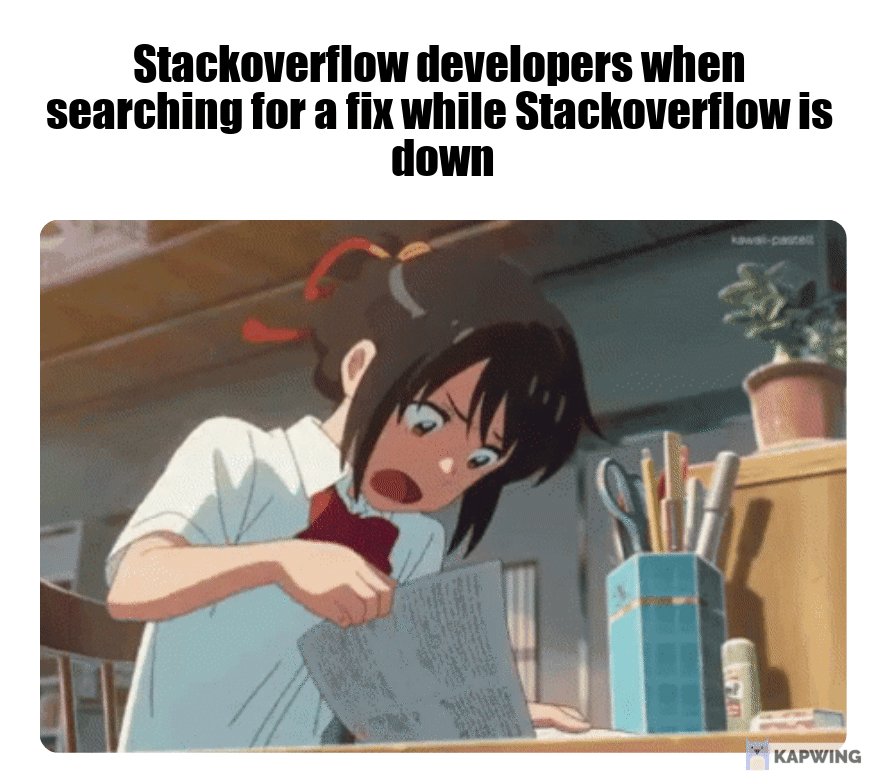 Stackoverflow developers when
searching for a fix while Stackoverflow is
down
kawaii-pastell
KAPWING